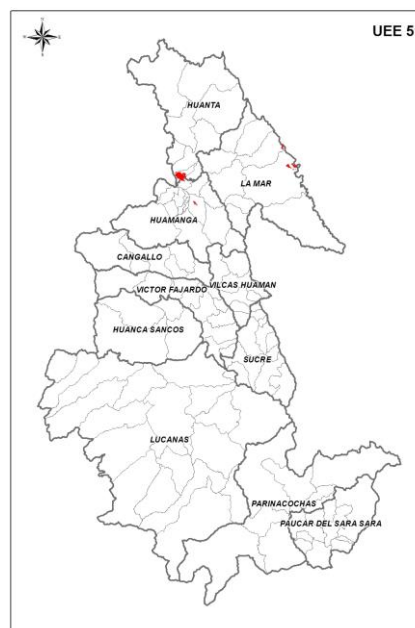 UEE 5
HUANTA
LA MAR
HUAMANGA
CANGALLO
VICTOR FAJARDO
VILCAS HUAMAN
HUANCA SANCOS
SUCRE
LUCANAS
PARINACOCHAS
PAUCAR DEL SARA SARA